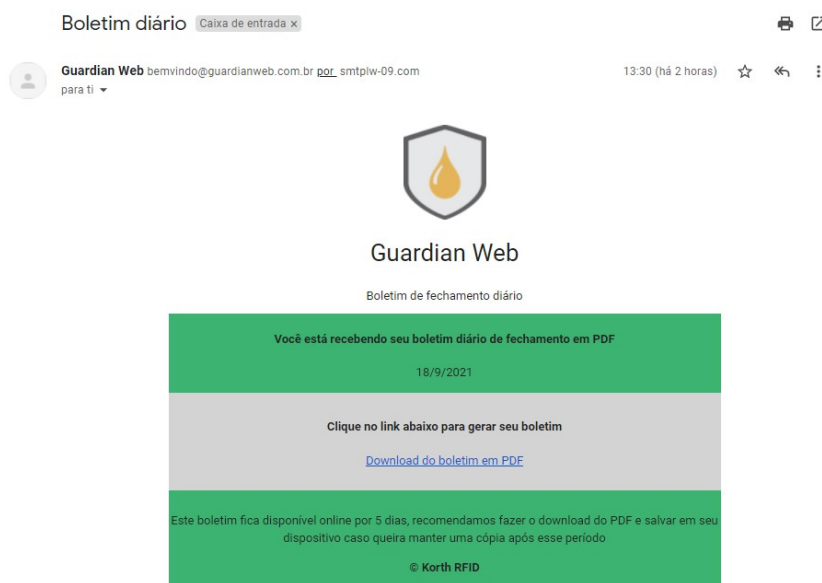 Boletim diário Caixa de entrada x
Guardian Web bemvindo@guardianweb.com.br por smtplw-09.com 13:30 (há 2 horas)
para ti
Guardian Web
Boletim de fechamento diário
Você está recebendo seu boletim diário de fechamento em PDF
18/9/2021
Clique no link abaixo para gerar seu boletim
Download do boletim em PDF
Este boletim fica disponível online por 5 dias, recomendamos fazer o download do PDF e salvar em seu
dispositivo caso queira manter uma cópia após esse período
© Korth RFID